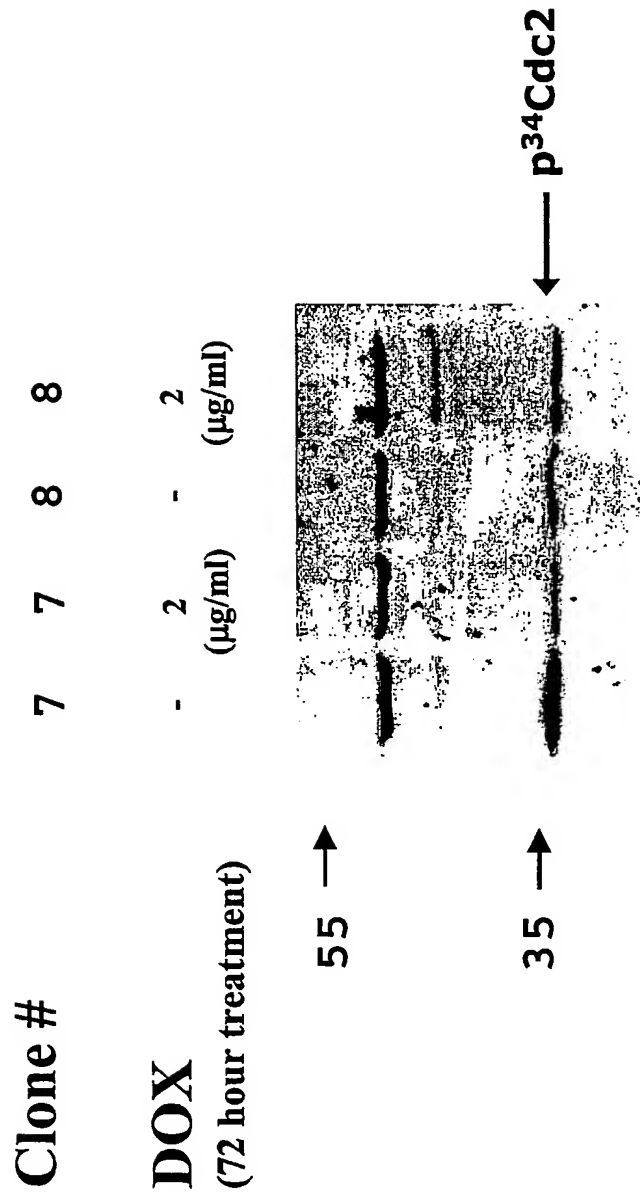 Clone # 7 7 8 8
DOX - 2 - 2
(72 hour treatment) (μg/ml) (μg/ml)
55
35
p34Cdc2